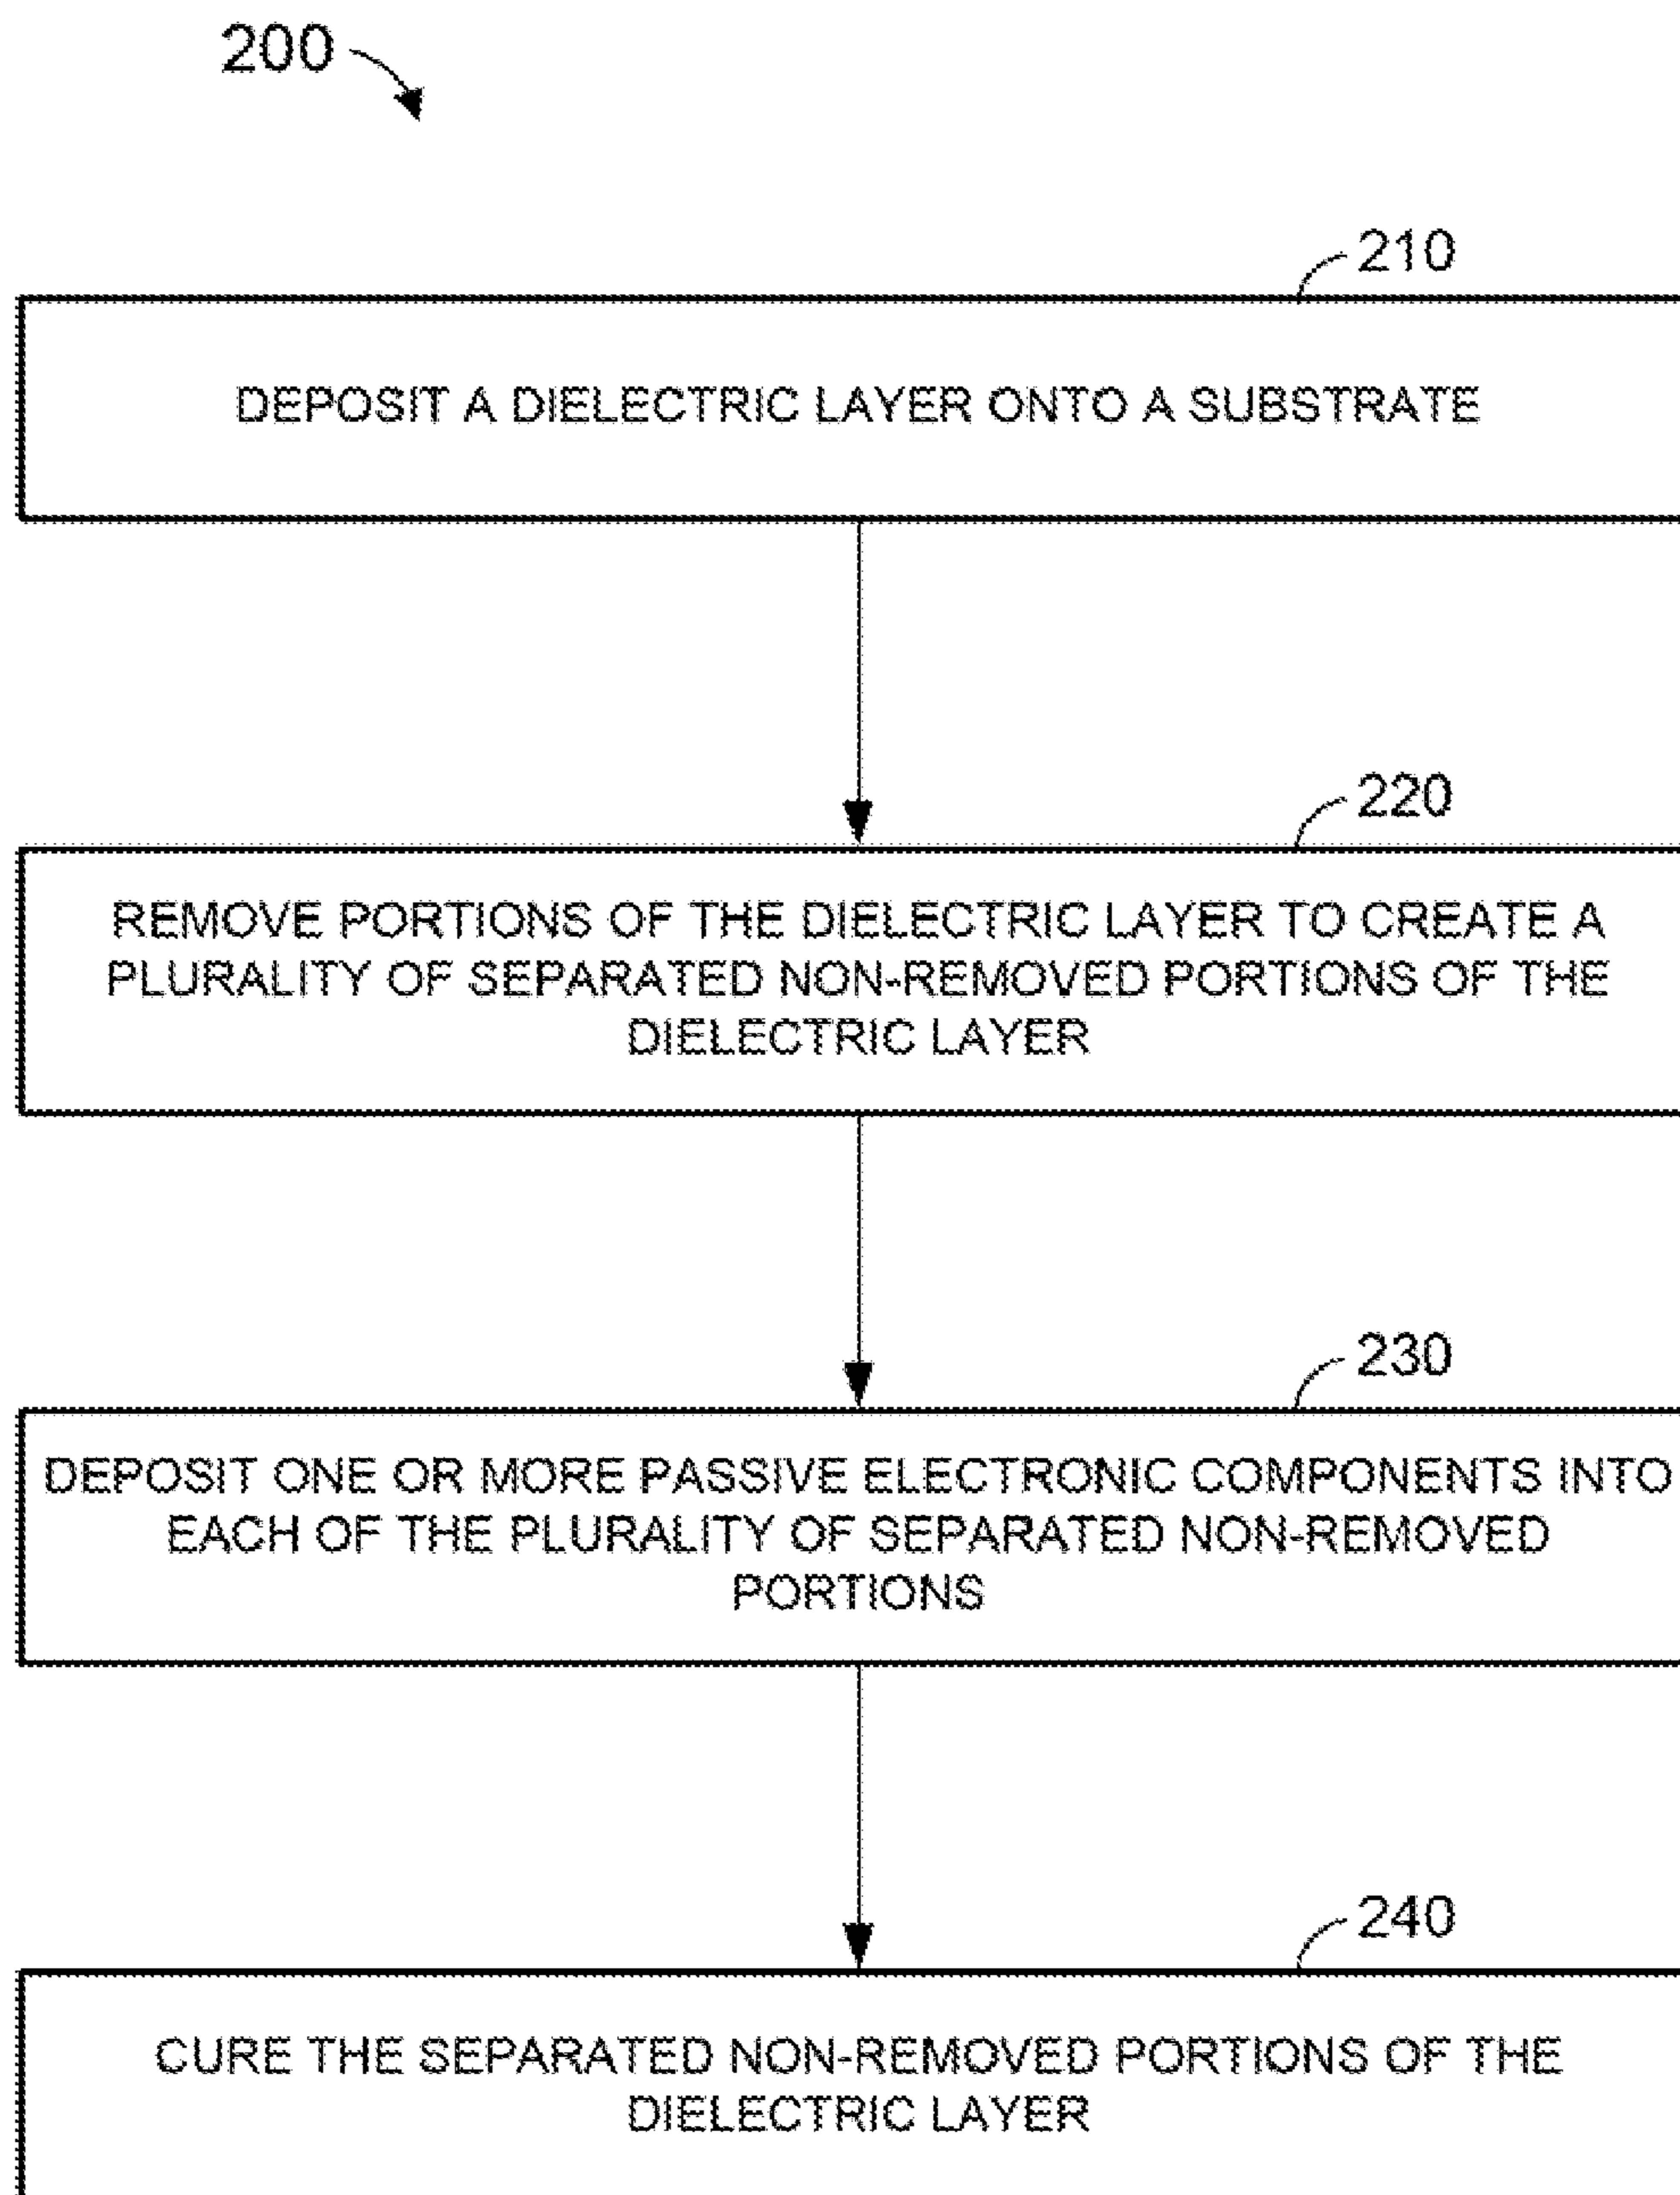 200
210
DEPOSIT A DIELECTRIC LAYER ONTO A SUBSTRATE
220
REMOVE PORTIONS OF THE DIELECTRIC LAYER TO CREATE A
PLURALITY OF SEPARATED NON-REMOVED PORTIONS OF THE
DIELECTRIC LAYER
230
DEPOSIT ONE OR MORE PASSIVE ELECTRONIC COMPONENTS INTO
EACH OF THE PLURALITY OF SEPARATED NON-REMOVED
PORTIONS
240
CURE THE SEPARATED NON-REMOVED PORTIONS OF THE
DIELECTRIC LAYER